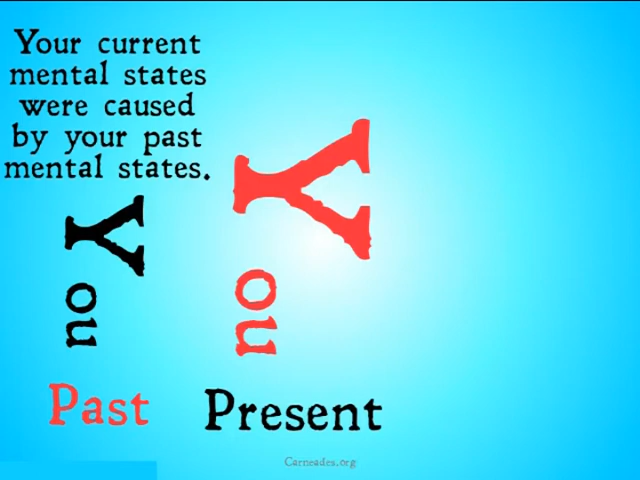 Your current
mental states
were caused
by your past
mental states.
You
You
Past
Present
Carneades.org